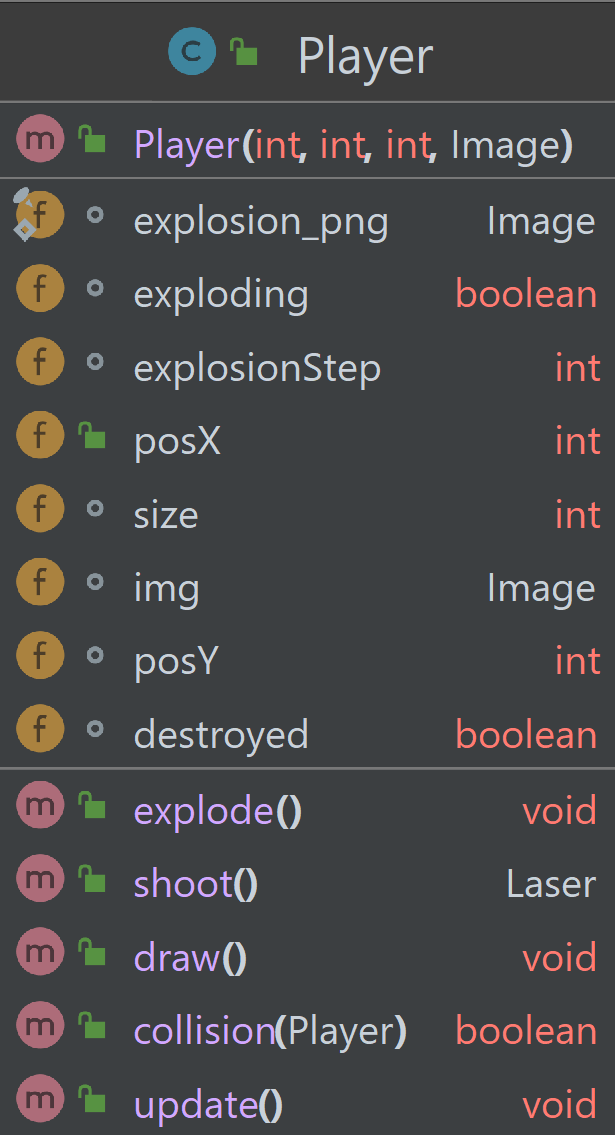 C Player
m Player(int, int, int, Image)
f explosion_png Image
f exploding boolean
f explosionStep int
f posX int
f size int
f img Image
f posY int
f destroyed boolean
m explode() void
m shoot() Laser
m draw() void
m collision(Player) boolean
m update() void